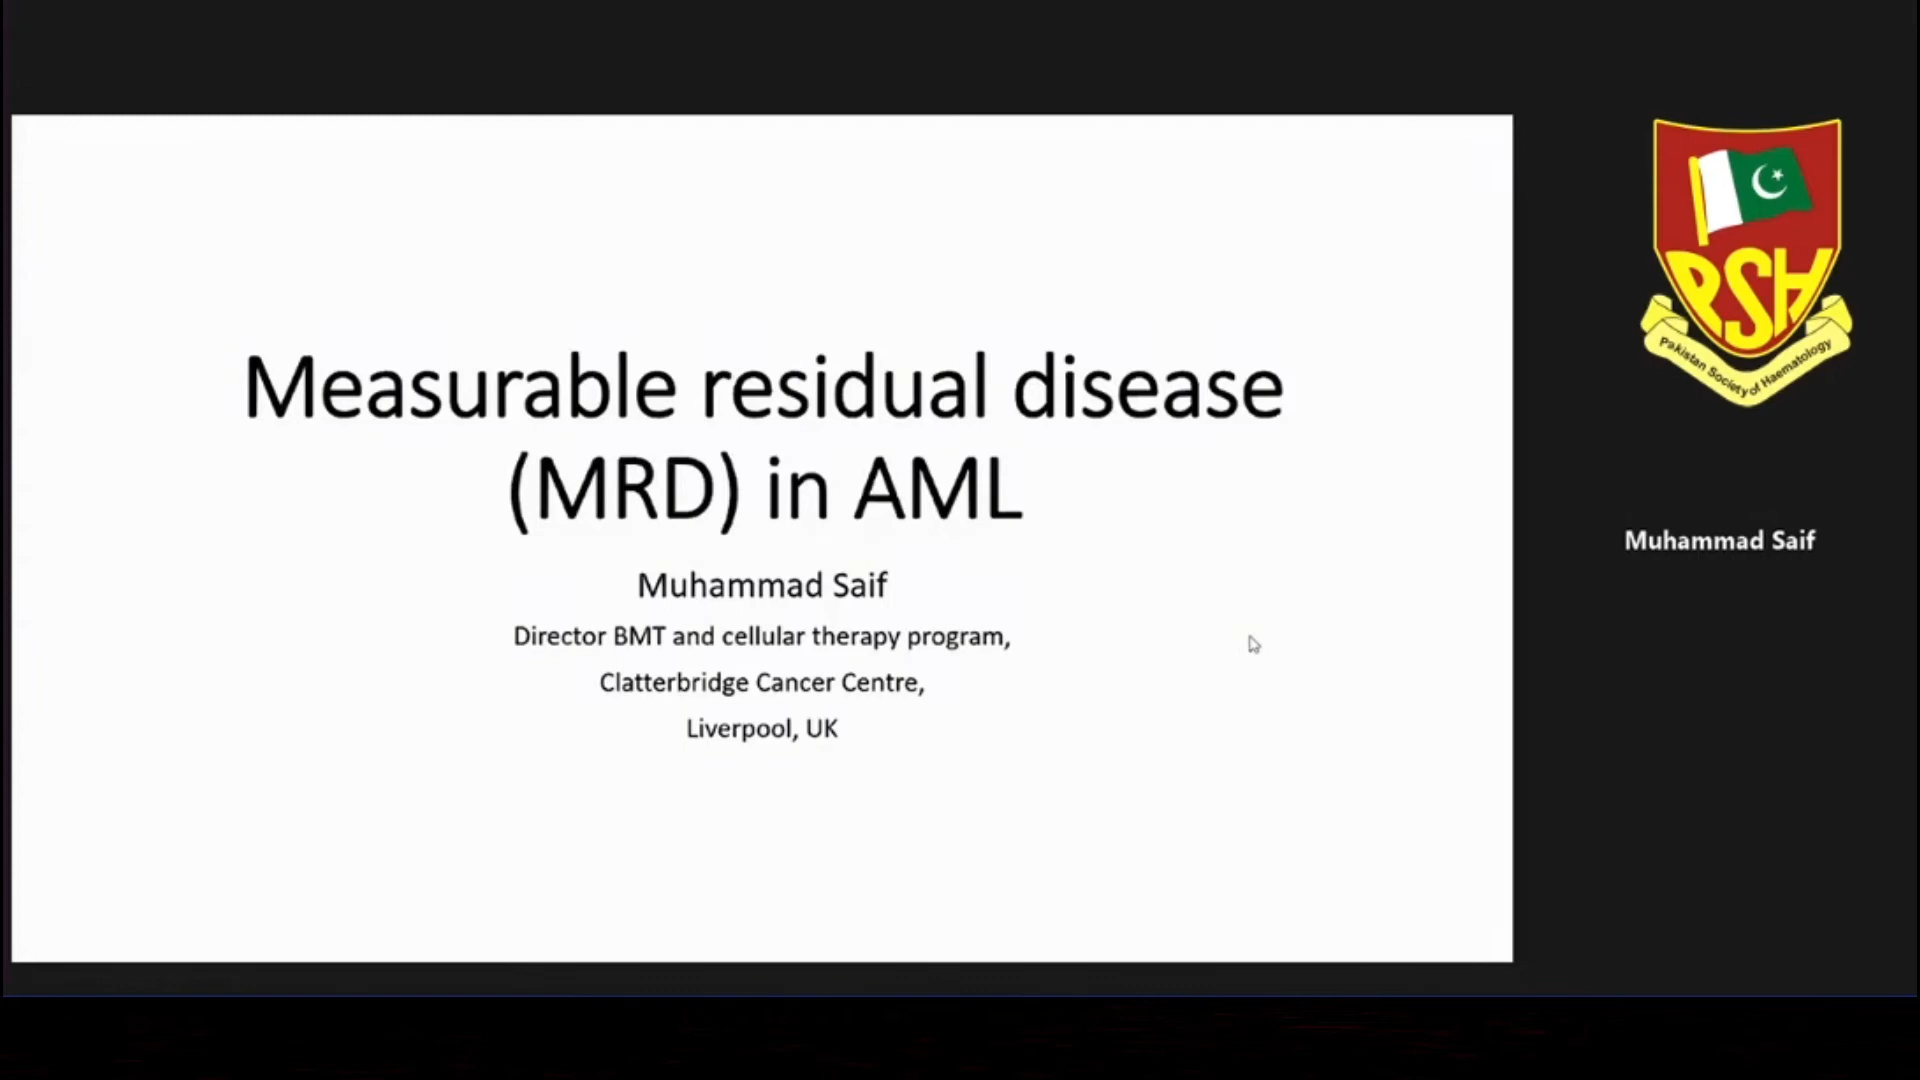 Measurable residual disease
(MRD) in AML
Muhammad Saif
Director BMT and cellular therapy program,
Clatterbridge Cancer Centre,
Liverpool, UK
PSH
Pakistan Society of Haematology
Muhammad Saif